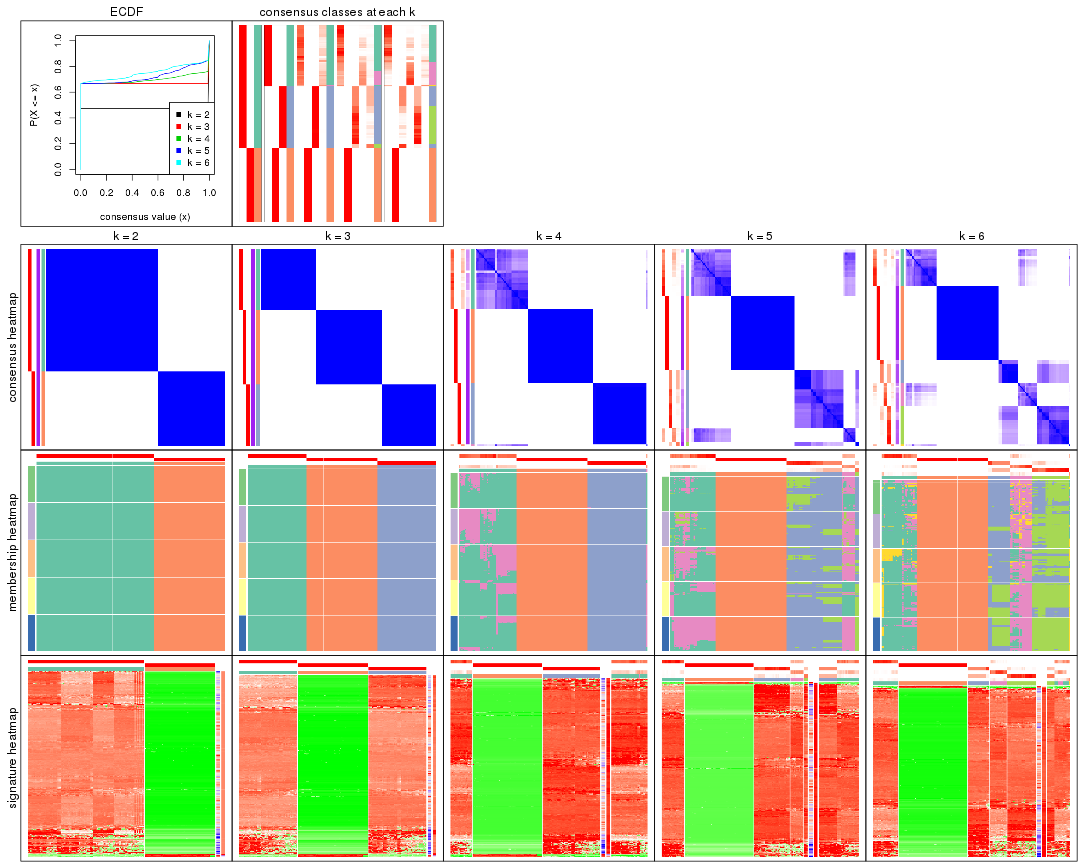 ECDF
consensus classes at each k
P(X <= x)
0.0 0.2 0.4 0.6 0.8 1.0
k = 2
k = 3
k = 4
k = 5
k = 6
0.0 0.2 0.4 0.6 0.8 1.0
consensus value (x)
k = 2
k = 3
k = 4
k = 5
k = 6
consensus heatmap
membership heatmap
signature heatmap